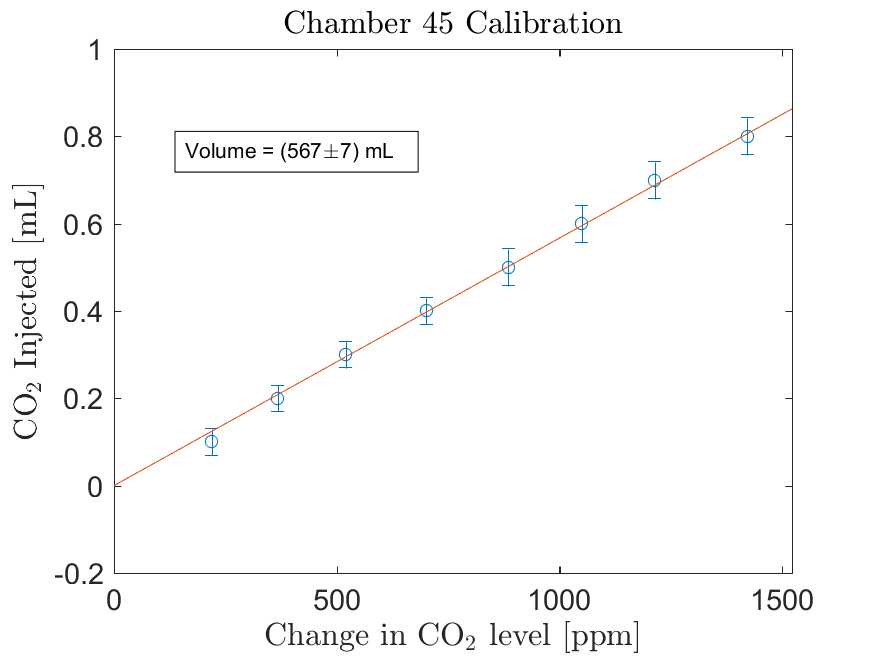 Chamber 45 Calibration
1
0.8
0.6
0.4
0.2
0
-0.2
CO₂ Injected [mL]
Volume = (567±7) mL
0 500 1000 1500
Change in CO₂ level [ppm]